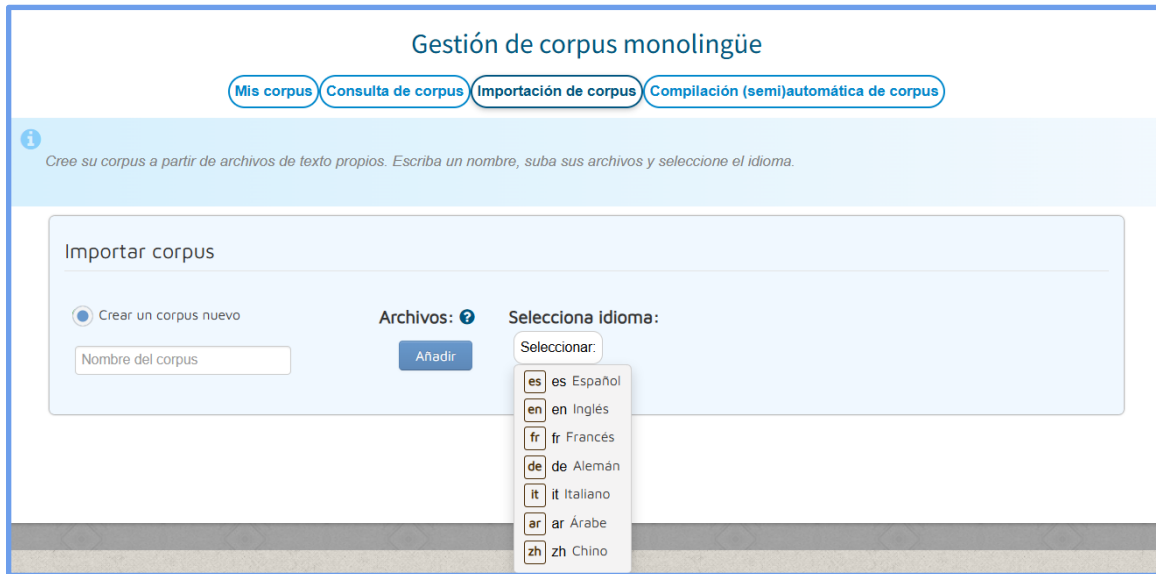 Gestión de corpus monolingüe
Mis corpus Consulta de corpus Importación de corpus Compilación (semi)automática de corpus
Cree su corpus a partir de archivos de texto propios. Escriba un nombre, suba sus archivos y seleccione el idioma.
Importar corpus
Crear un corpus nuevo
Nombre del corpus
Archivos: ?
Añadir
Selecciona idioma:
Seleccionar:
es es Español
en en Inglés
fr fr Francés
de de Alemán
it it Italiano
ar ar Árabe
zh zh Chino